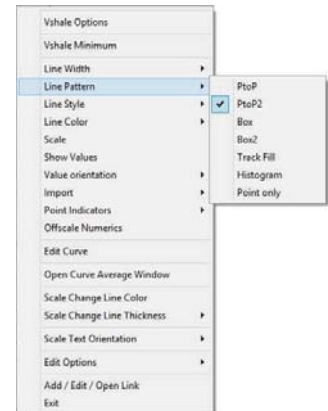 Vshale Options
Vshale Minimum
Line Width
Line Pattern
Line Style
Line Color
Scale
Show Values
Value orientation
Import
Point Indicators
Offscale Numerics
Edit Curve
Open Curve Average Window
Scale Change Line Color
Scale Change Line Thickness
Scale Text Orientation
Edit Options
Add / Edit / Open Link
Exit
PtoP
PtoP2
Box
Box2
Track Fill
Histogram
Point only